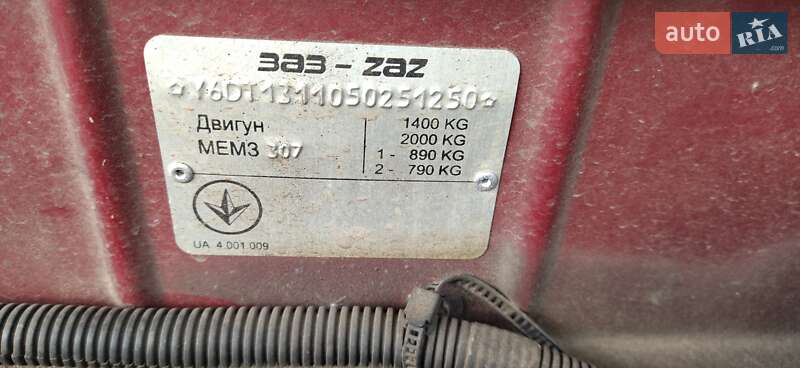 auto RIA .com
ЗАЗ - ZAZ
Y6DT1311050251250
Двигун
МЕМЗ 307
1400 KG
2000 KG
1 - 890 KG
2 - 790 KG
UA 4.001.009